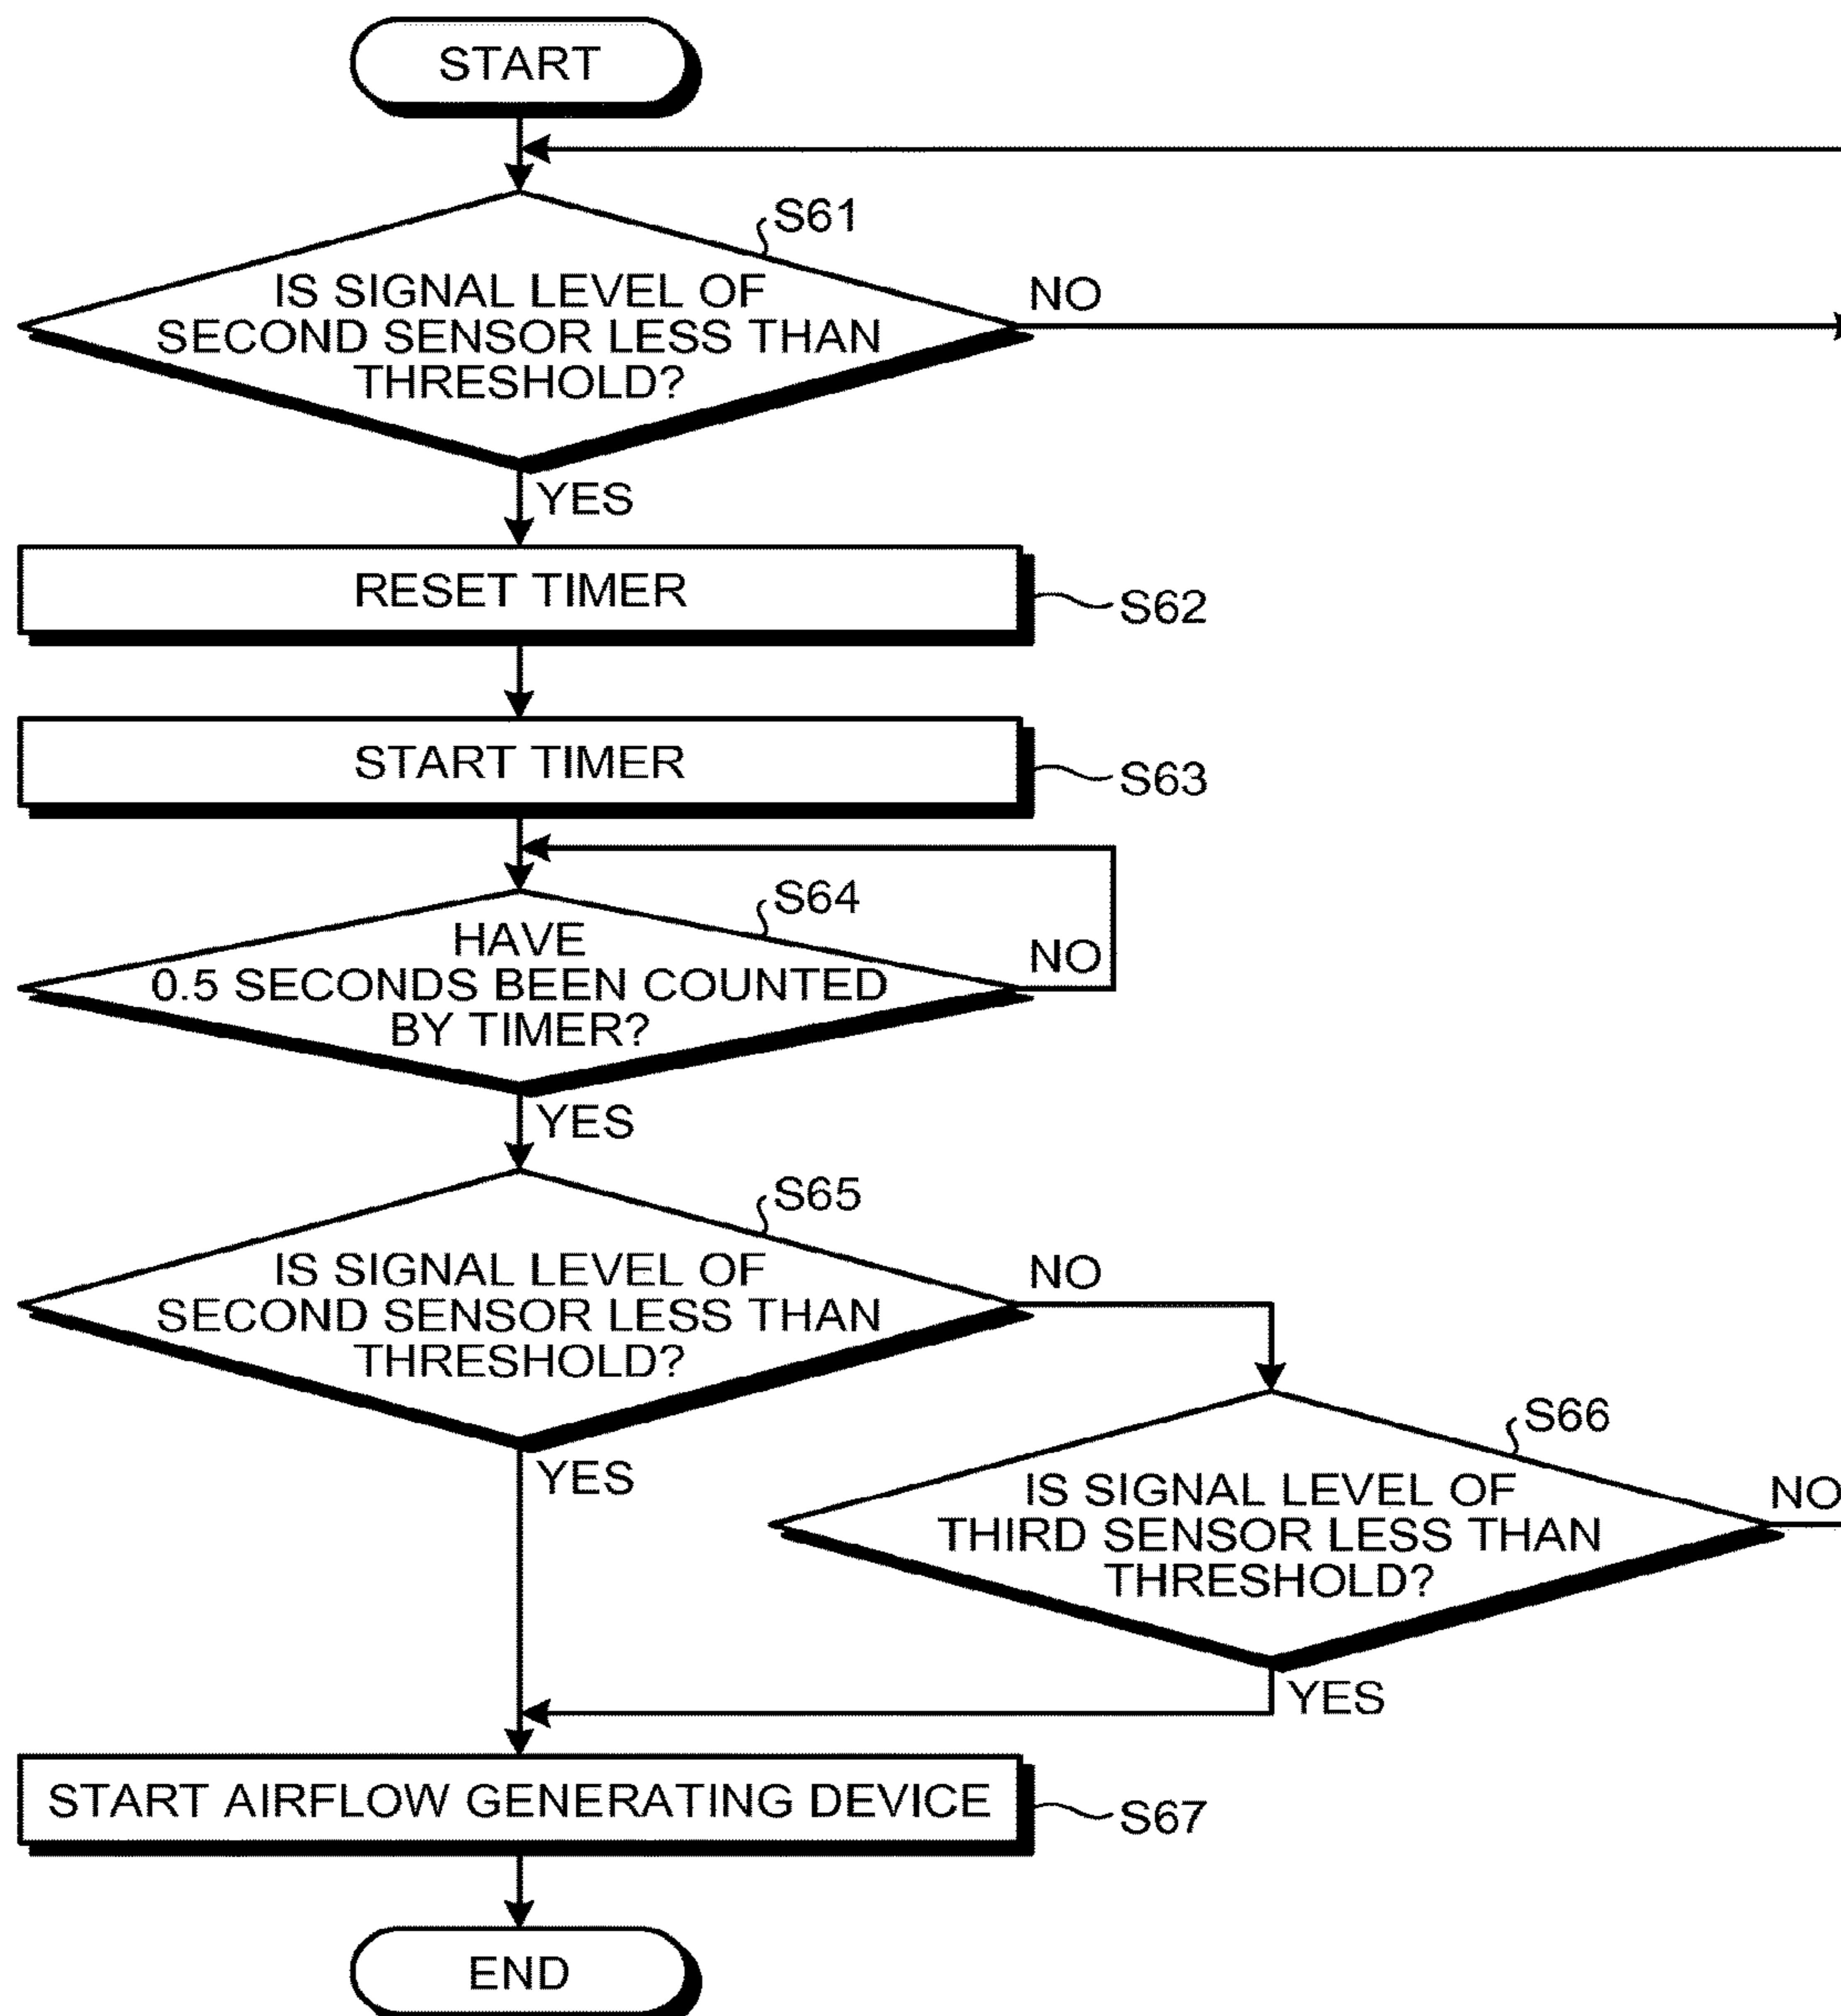 START
S61
IS SIGNAL LEVEL OF
SECOND SENSOR LESS THAN
THRESHOLD?
NO
YES
RESET TIMER
S62
START TIMER
S63
S64
HAVE
0.5 SECONDS BEEN COUNTED
BY TIMER?
NO
YES
S65
IS SIGNAL LEVEL OF
SECOND SENSOR LESS THAN
THRESHOLD?
NO
YES
S66
IS SIGNAL LEVEL OF
THIRD SENSOR LESS THAN
THRESHOLD?
NO
YES
START AIRFLOW GENERATING DEVICE
S67
END